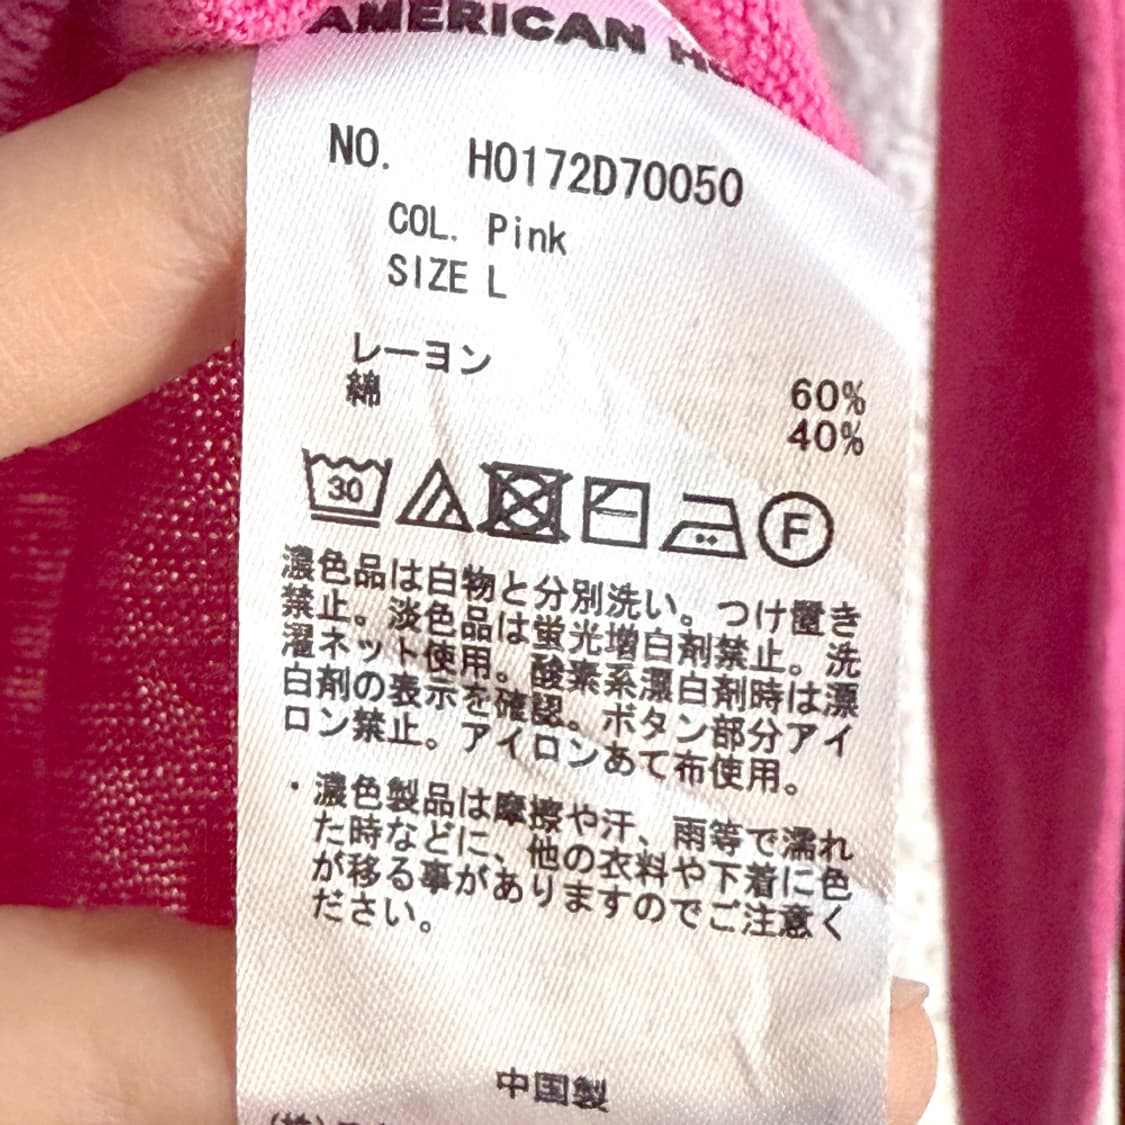 AMERICAN HO
NO. H0172D70050
COL. Pink
SIZE L
レーヨン 60%
綿 40%
30
F
濃色品は白物と分別洗い。つけ置き
禁止。淡色品は蛍光増白剤禁止。洗
濯ネット使用。酸素系漂白剤時は漂
白剤の表示を確認。ボタン部分アイ
ロン禁止。アイロンあて布使用。
・濃色製品は摩擦や汗、雨等で濡れ
た時などに、他の衣料や下着に色
が移る事がありますのでご注意く
ださい。
中国製